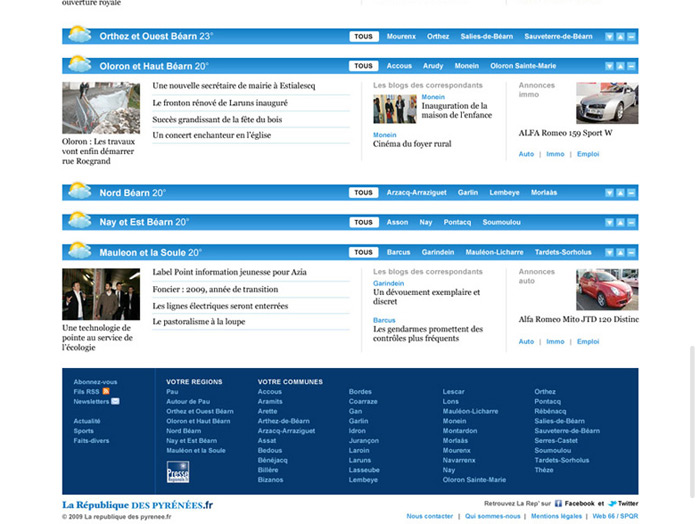 ouverture royale
Orthez et Ouest Béarn 23° TOUS Mourenx Orthez Salies-de-Béarn Sauveterre-de-Béarn
Oloron et Haut Béarn 20° TOUS Accous Arudy Monein Oloron Sainte-Marie
Oloron : Les travaux
vont enfin démarrer
rue Rocgrand
Une nouvelle secrétaire de mairie à Estialescq
Le fronton rénové de Laruns inauguré
Succès grandissant de la fête du bois
Un concert enchanteur en l'église
Les blogs des correspondants
Monein
Inauguration de la
maison de l'enfance
Monein
Cinéma du foyer rural
Annonces
immo
ALFA Romeo 159 Sport W
Auto | Immo | Emploi
Nord Béarn 20° TOUS Arzacq-Arraziguet Garlin Lembeye Morlaàs
Nay et Est Béarn 20° TOUS Asson Nay Pontacq Soumoulou
Mauleon et la Soule 20° TOUS Barcus Garindein Mauléon-Licharre Tardets-Sorholus
Une technologie de
pointe au service de
l'écologie
Label Point information jeunesse pour Azia
Foncier : 2009, année de transition
Les lignes électriques seront enterrées
Le pastoralisme à la loupe
Les blogs des correspondants
Garindein
Un dévouement exemplaire et
discret
Barcus
Les gendarmes promettent des
contrôles plus fréquents
Annonces
auto
Alfa Romeo Mito JTD 120 Distinc
Auto | Immo | Emploi
Abonnez-vous
Fils RSS
Newsletters
Actualité
Sports
Faits-divers
VOTRE REGIONS
Pau
Autour de Pau
Orthez et Ouest Béarn
Oloron et Haut Béarn
Nord Béarn
Nay et Est Béarn
Mauléon et la Soule
Presse
VOTRE COMMUNES
Accous
Aramits
Arette
Arthez-de-Béarn
Arzacq-Arraziguet
Assat
Bedous
Bénéjacq
Billère
Bizanos
Bordes
Coarraze
Gan
Garlin
Idron
Jurançon
Laroin
Laruns
Lasseube
Lembeye
Lescar
Lons
Mauléon-Licharre
Monein
Montardon
Morlaàs
Mourenx
Navarrenx
Nay
Oloron Sainte-Marie
Orthez
Pontacq
Rébénacq
Salies-de-Béarn
Sauveterre-de-Béarn
Serres-Castet
Soumoulou
Tardets-Sorholus
Thèze
La République DES PYRÉNÉES.fr
© 2009 La republique des pyrenee.fr
Retrouvez La Rep' sur Facebook et Twitter
Nous contacter | Qui sommes-nous | Mentions légales | Web 66 / SPQR